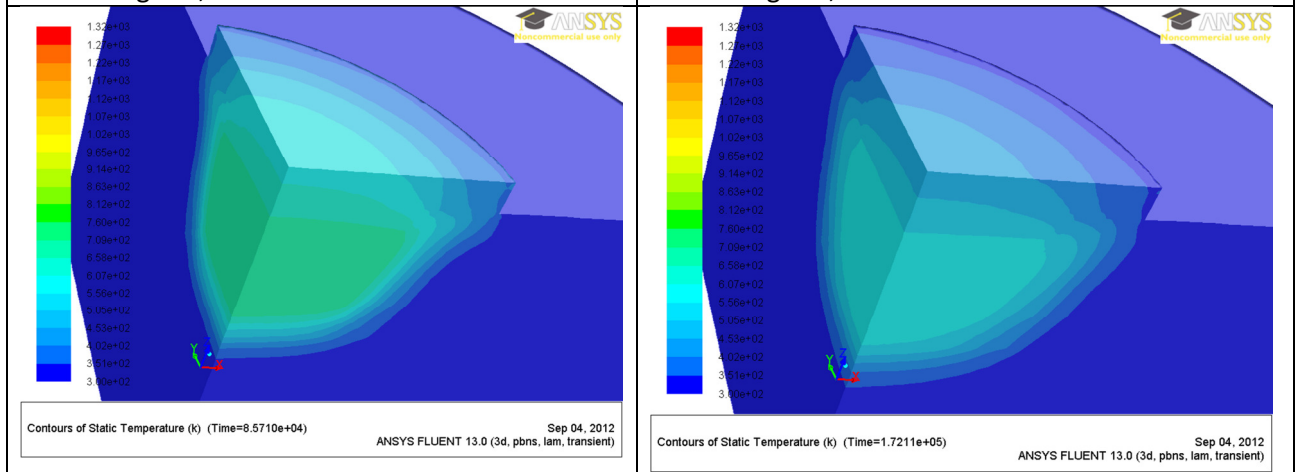 ANSYS
Noncommercial use only
1.32e+03
1.27e+03
1.17e+03
1.12e+03
1.07e+03
1.02e+03
9.65e+02
9.14e+02
8.63e+02
8.12e+02
7.60e+02
7.09e+02
6.58e+02
6.07e+02
5.56e+02
5.05e+02
4.53e+02
4.02e+02
3.51e+02
3.00e+02
Y
Z
X
Contours of Static Temperature (k) (Time=8.5710e+04)
Sep 04, 2012
ANSYS FLUENT 13.0 (3d, pbns, lam, transient)
ANSYS
Noncommercial use only
1.32e+03
1.27e+03
1.17e+03
1.12e+03
1.07e+03
1.02e+03
9.65e+02
9.14e+02
8.63e+02
8.12e+02
7.60e+02
7.09e+02
6.58e+02
6.07e+02
5.56e+02
5.05e+02
4.53e+02
4.02e+02
3.51e+02
3.00e+02
Y
Z
X
Contours of Static Temperature (k) (Time=1.7211e+05)
Sep 04, 2012
ANSYS FLUENT 13.0 (3d, pbns, lam, transient)